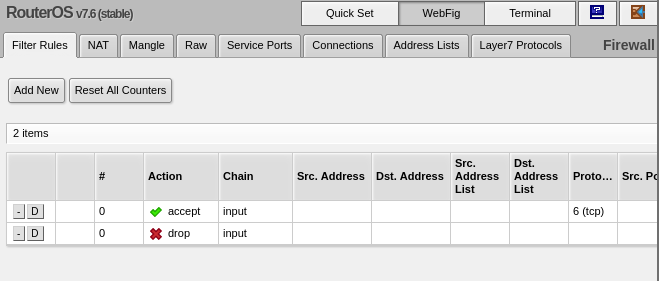 RouterOS v7.6 (stable) Quick Set WebFig Terminal
Filter Rules NAT Mangle Raw Service Ports Connections Address Lists Layer7 Protocols Firewall
Add New Reset All Counters
2 items
# Action Chain Src. Address Dst. Address Src. Address List Dst. Address List Proto... Src. Po
- D 0 accept input 6 (tcp)
- D 0 drop input